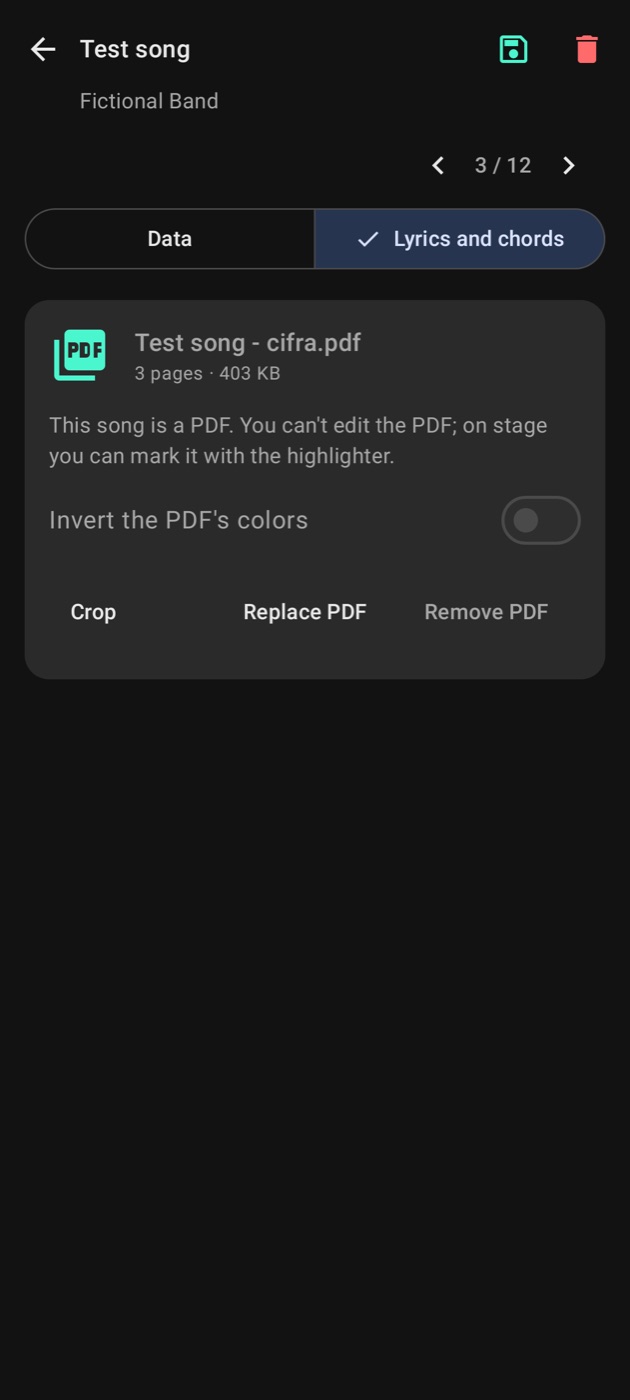 Test song
Fictional Band
3 / 12
Data
Lyrics and chords
PDF
Test song - cifra.pdf
3 pages · 403 KB
This song is a PDF. You can't edit the PDF; on stage
you can mark it with the highlighter.
Invert the PDF's colors
Crop
Replace PDF
Remove PDF